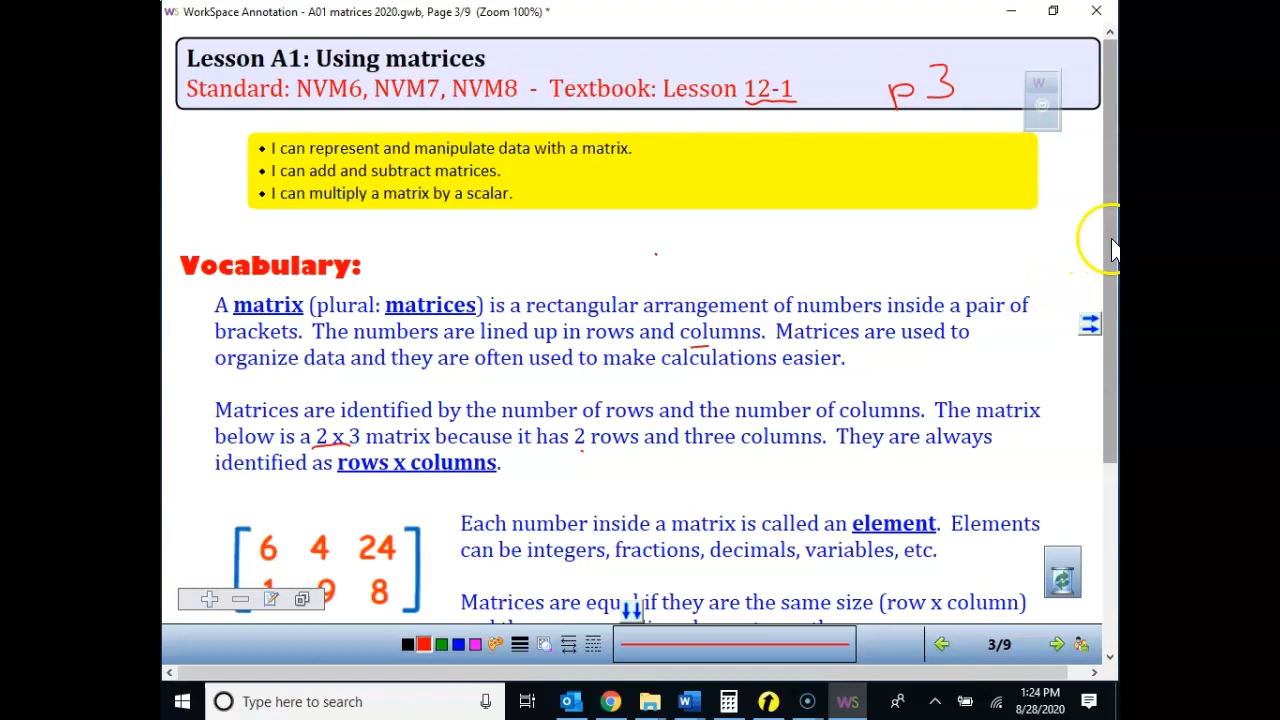 WS WorkSpace Annotation - A01 matrices 2020.gwb, Page 3/9 (Zoom 100%) *
Lesson A1: Using matrices
Standard: NVM6, NVM7, NVM8 - Textbook: Lesson 12-1
p 3
W
• I can represent and manipulate data with a matrix.
• I can add and subtract matrices.
• I can multiply a matrix by a scalar.
Vocabulary:
A matrix (plural: matrices) is a rectangular arrangement of numbers inside a pair of
brackets. The numbers are lined up in rows and columns. Matrices are used to
organize data and they are often used to make calculations easier.
Matrices are identified by the number of rows and the number of columns. The matrix
below is a 2 x 3 matrix because it has 2 rows and three columns. They are always
identified as rows x columns.
6 4 24
1 9 8
Each number inside a matrix is called an element. Elements
can be integers, fractions, decimals, variables, etc.
Matrices are equal if they are the same size (row x column)
3/9
Type here to search
W
WS
1:24 PM
8/28/2020